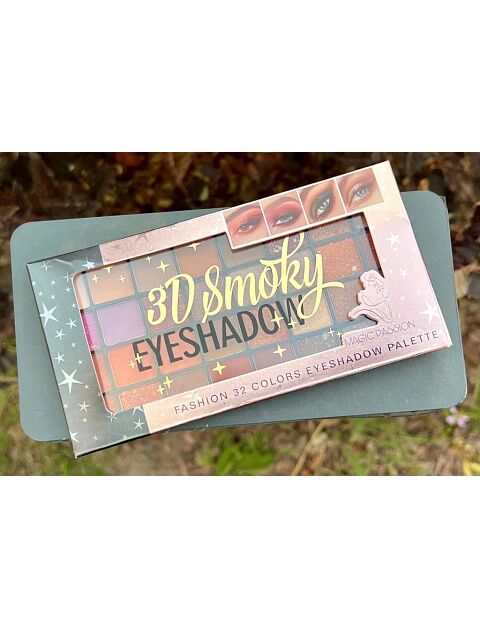 3D Smoky
EYESHADOW
MAGIC PASSION
FASHION 32 COLORS EYESHADOW PALETTE